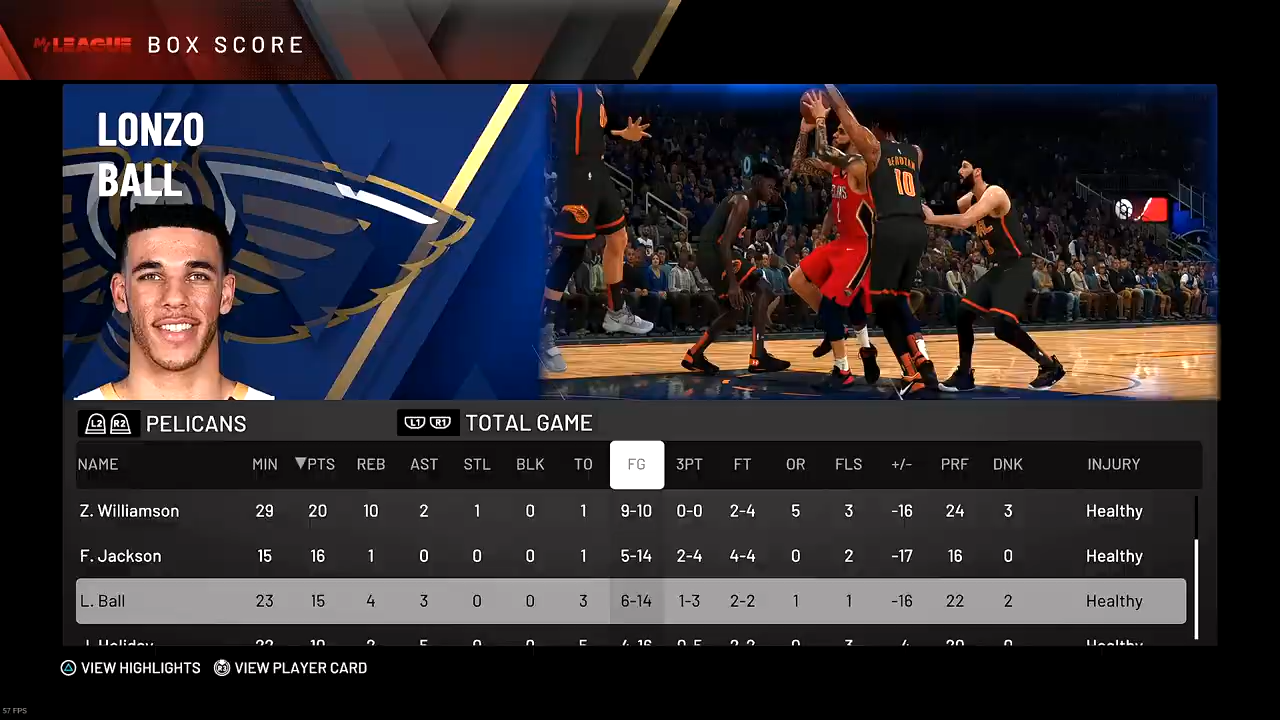 MyLEAGUE BOX SCORE
LONZO
BALL
DEROZAN
10
1
L2 R2 PELICANS L1 R1 TOTAL GAME
NAME MIN ▼PTS REB AST STL BLK TO FG 3PT FT OR FLS +/- PRF DNK INJURY
Z. Williamson 29 20 10 2 1 0 1 9-10 0-0 2-4 5 3 -16 24 3 Healthy
F. Jackson 15 16 1 0 0 0 1 5-14 2-4 4-4 0 2 -17 16 0 Healthy
L. Ball 23 15 4 3 0 0 3 6-14 1-3 2-2 1 1 -16 22 2 Healthy
J. Holiday
VIEW HIGHLIGHTS R3 VIEW PLAYER CARD
57 FPS